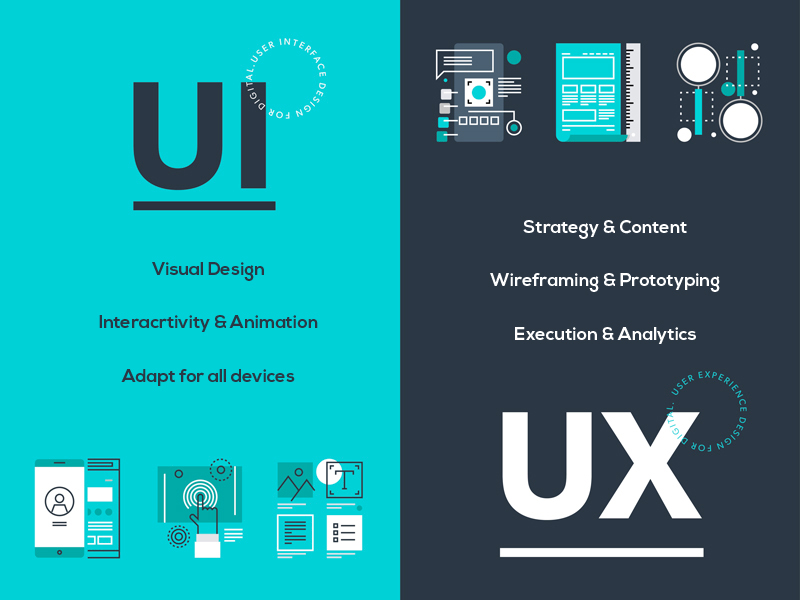 UI
USER INTERFACE DESIGN FOR DIGITAL.
Visual Design
Interacrtivity & Animation
Adapt for all devices
T
Strategy & Content
Wireframing & Prototyping
Execution & Analytics
USER EXPERIENCE DESIGN FOR DIGITAL.
UX